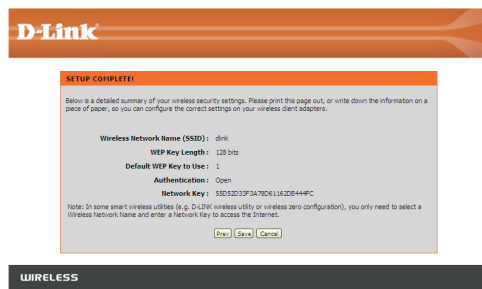 D-Link
SETUP COMPLETE!
Below is a detailed summary of your wireless security settings. Please print this page out, or write down the information on a
piece of paper, so you can configure the correct settings on your wireless client adapters.
Wireless Network Name (SSID) : dlink
WEP Key Length : 128 bits
Default WEP Key to Use : 1
Authentication : Open
Network Key : 55D52D33F3A78D61162DB444FC
Note: In some smart wireless utilities (e.g. D-LINK wireless utility or wireless zero configuration), you only need to select a
Wireless Network Name and enter a Network Key to access the Internet.
Prev Save Cancel
WIRELESS